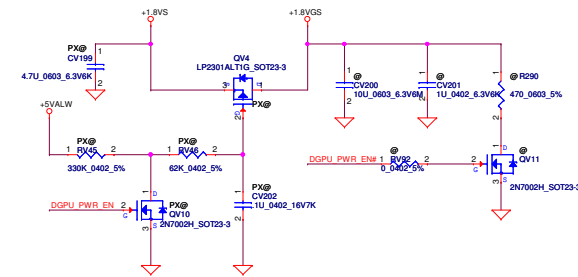 +1.8VS
+1.8VGS
PX@
CV199
4.7U_0603_6.3V6K
1
2
QV4
LP2301ALT1G_SOT23-3
3
1
2
PX@
@
CV200
10U_0603_6.3V6M
1
2
@
CV201
1U_0402_6.3V6K
1
2
@ R290
470_0603_5%
1
2
+5VALW
PX@
RV45
1
2
330K_0402_5%
PX@
RV46
1
2
62K_0402_5%
DGPU_PWR_EN
2
G
1
D
3
S
PX@
QV10
2N7002H_SOT23-3
PX@
CV202
.1U_0402_16V7K
1
2
DGPU_PWR_EN#
@
RV92
1
2
0_0402_5%
2
G
1
D
3
S
@
QV11
2N7002H_SOT23-3